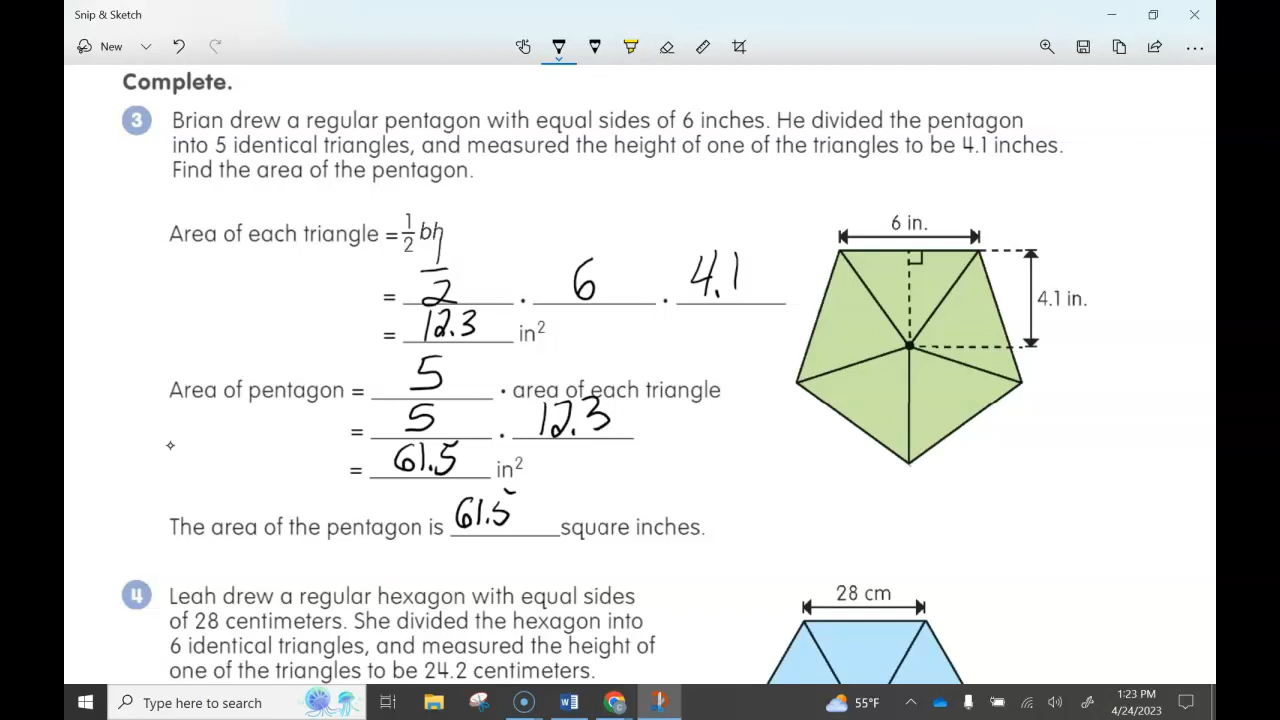 Snip & Sketch
New
Complete.
3 Brian drew a regular pentagon with equal sides of 6 inches. He divided the pentagon
into 5 identical triangles, and measured the height of one of the triangles to be 4.1 inches.
Find the area of the pentagon.
6 in.
Area of each triangle = 1/2 bh
= 1/2 · 6 · 4.1
4.1 in.
= 12.3 in²
Area of pentagon = 5 · area of each triangle
= 5 · 12.3
= 61.5 in²
The area of the pentagon is 61.5 square inches.
4 Leah drew a regular hexagon with equal sides
28 cm
of 28 centimeters. She divided the hexagon into
6 identical triangles, and measured the height of
one of the triangles to be 24.2 centimeters.
Type here to search
55°F
1:23 PM
4/24/2023